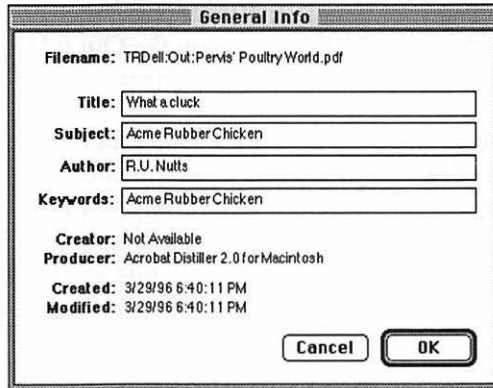 General Info
Filename: TRDell:Out:Pervis' Poultry World.pdf
Title: What a cluck
Subject: Acme Rubber Chicken
Author: R.U. Nutts
Keywords: Acme Rubber Chicken
Creator: Not Available
Producer: Acrobat Distiller 2.0 for Macintosh
Created: 3/29/96 6:40:11 PM
Modified: 3/29/96 6:40:11 PM
Cancel OK